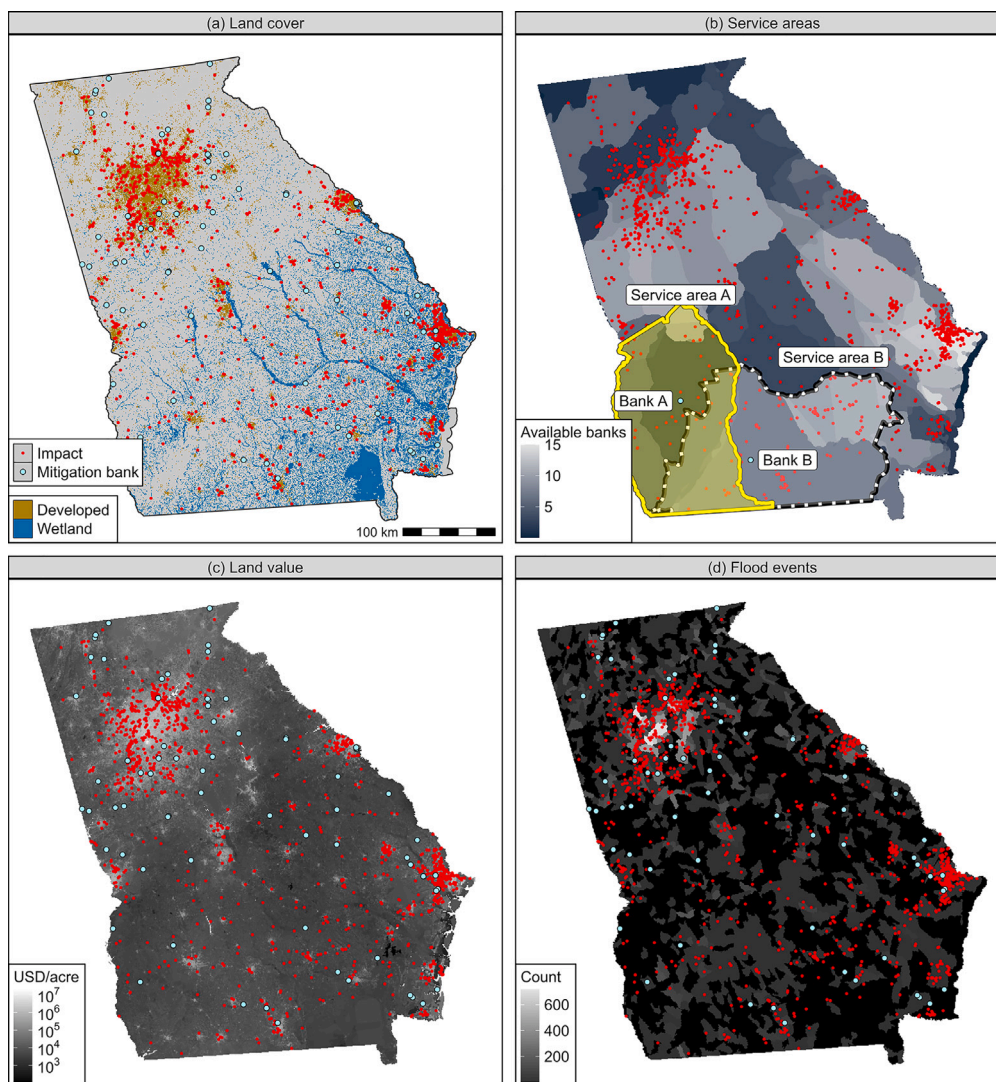 (a) Land cover
Impact
Mitigation bank
Developed
Wetland
100 km
(b) Service areas
Service area A
Service area B
Bank A
Bank B
Available banks
15
10
5
(c) Land value
USD/acre
10⁷
10⁶
10⁵
10⁴
10³
(d) Flood events
Count
600
400
200